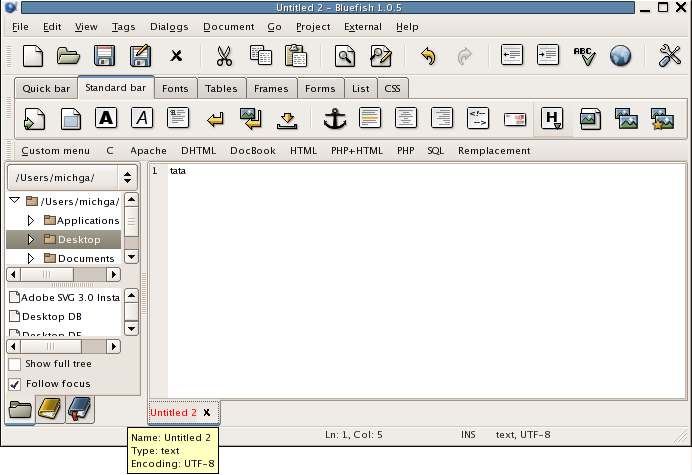 Untitled 2 - Bluefish 1.0.5
File Edit View Tags Dialogs Document Go Project External Help
ABC
Quick bar Standard bar Fonts Tables Frames Forms List CSS
A A H
Custom menu C Apache DHTML DocBook HTML PHP+HTML PHP SQL Remplacement
/Users/michga/
/Users/michga/
Applications
Desktop
Documents
Adobe SVG 3.0 Insta
Desktop DB
Desktop DF
Show full tree
Follow focus
1 tata
Untitled 2
Name: Untitled 2
Type: text
Encoding: UTF-8
Ln: 1, Col: 5 INS text, UTF-8